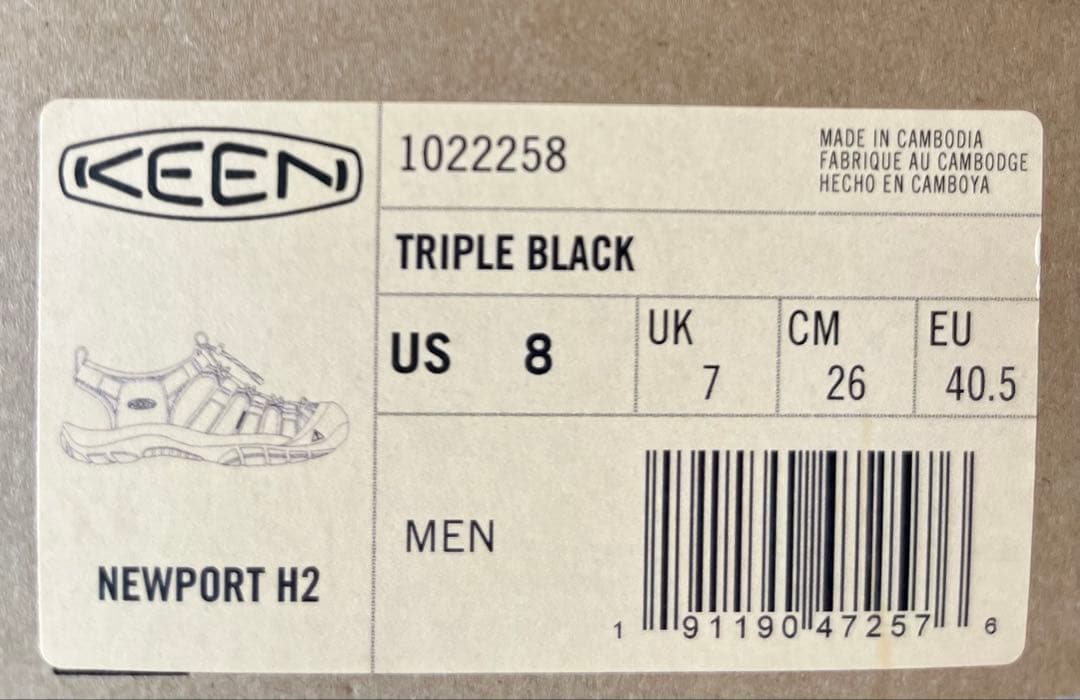 KEEN
1022258
MADE IN CAMBODIA
FABRIQUE AU CAMBODGE
HECHO EN CAMBOYA
TRIPLE BLACK
US 8
UK 7
CM 26
EU 40.5
MEN
NEWPORT H2
1 91190 47257 6